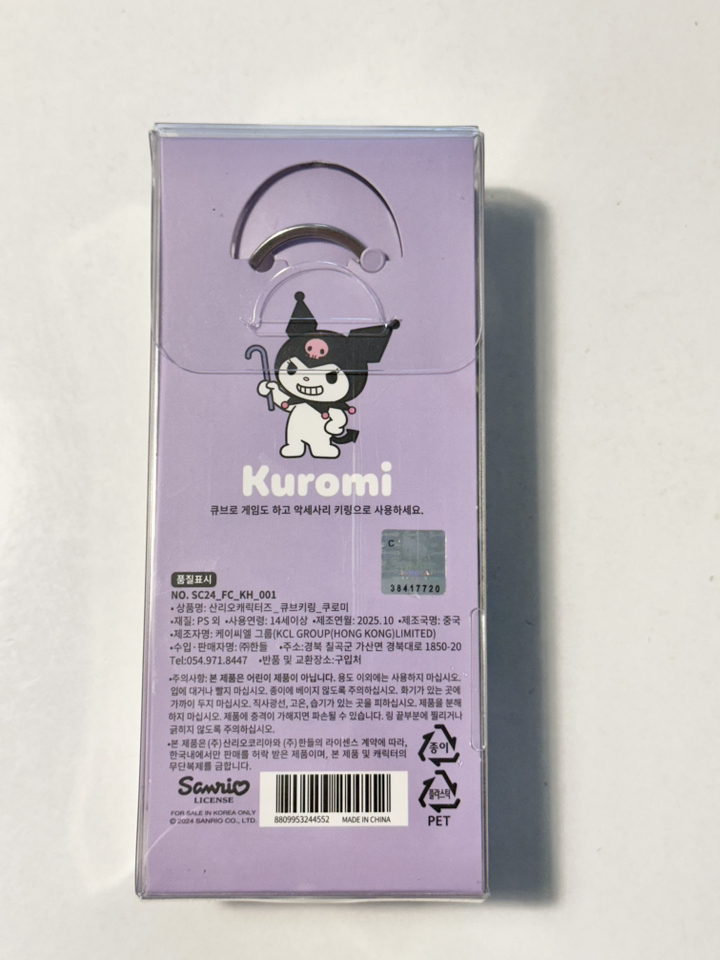 Kuromi
큐브로 게임도 하고 악세사리 키링으로 사용하세요.
C
38417720
품질표시
NO. SC24_FC_KH_001
• 상품명: 산리오캐릭터즈_ 큐브키링_쿠로미
•재질: PS 외 •사용연령: 14세이상 •제조연월: 2025.10 •제조국명: 중국
•제조자명: 케이씨엘 그룹(KCL GROUP(HONG KONG)LIMITED)
•수입·판매자명: ㈜한들 •주소:경북 칠곡군 가산면 경북대로 1850-20
Tel:054.971.8447 •반품 및 교환장소:구입처
•주의사항: 본 제품은 어린이 제품이 아닙니다. 용도 이외에는 사용하지 마십시오.
입에 대거나 빨지 마십시오. 종이에 베이지 않도록 주의하십시오. 화기가 있는 곳에
가까이 두지 마십시오. 직사광선, 고온, 습기가 있는 곳을 피하십시오. 제품을 분해
하지 마십시오. 제품에 충격이 가해지면 파손될 수 있습니다. 링 끝부분에 찔리거나
긁히지 않도록 주의하십시오.
•본 제품은 (주)산리오코리아와 (주)한들의 라이센스 계약에 따라,
한국내에서만 판매를 허락 받은 제품이며, 본 제품 및 캐릭터의
무단복제를 금합니다.
종이
플라스틱
PET
Sanrio
LICENSE
FOR SALE IN KOREA ONLY
© 2024 SANRIO CO., LTD.
8809953244552 MADE IN CHINA